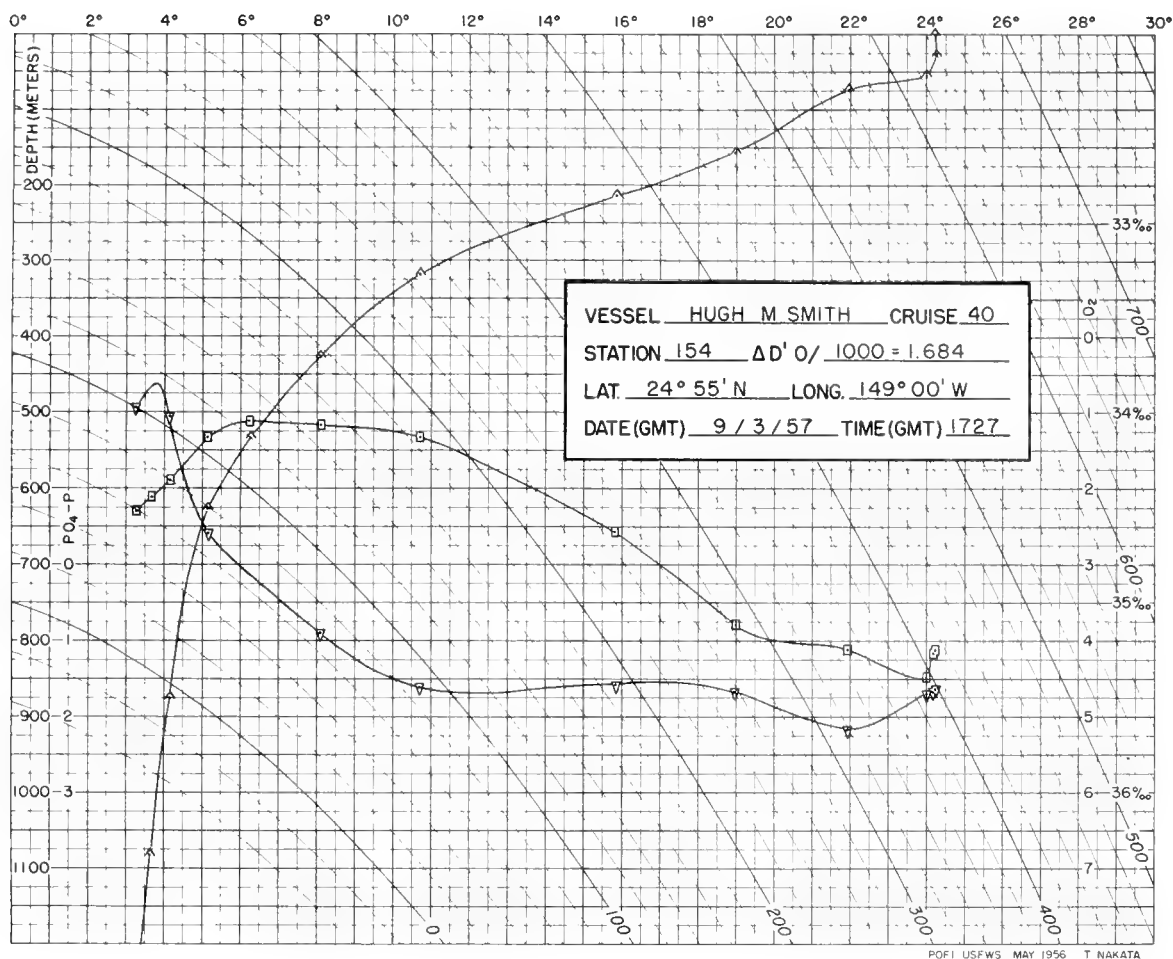 0° 2° 4° 6° 8° 10° 12° 14° 16° 18° 20° 22° 24° 26° 28° 30°
DEPTH (METERS)
200
300
33‰
O2
700
400
0
VESSEL HUGH M SMITH CRUISE 40
STATION 154 ΔD' 0/ 1000 = 1.684
LAT. 24° 55' N LONG. 149° 00' W
DATE (GMT) 9 / 3 / 57 TIME (GMT) 1727
500
1
34‰
600
2
PO4-P
700
0
3
600
35‰
800
1
4
900
2
5
1000
3
6
36‰
500
1100
7
0 100 200 300 400
POFI USFWS MAY 1956 T NAKATA